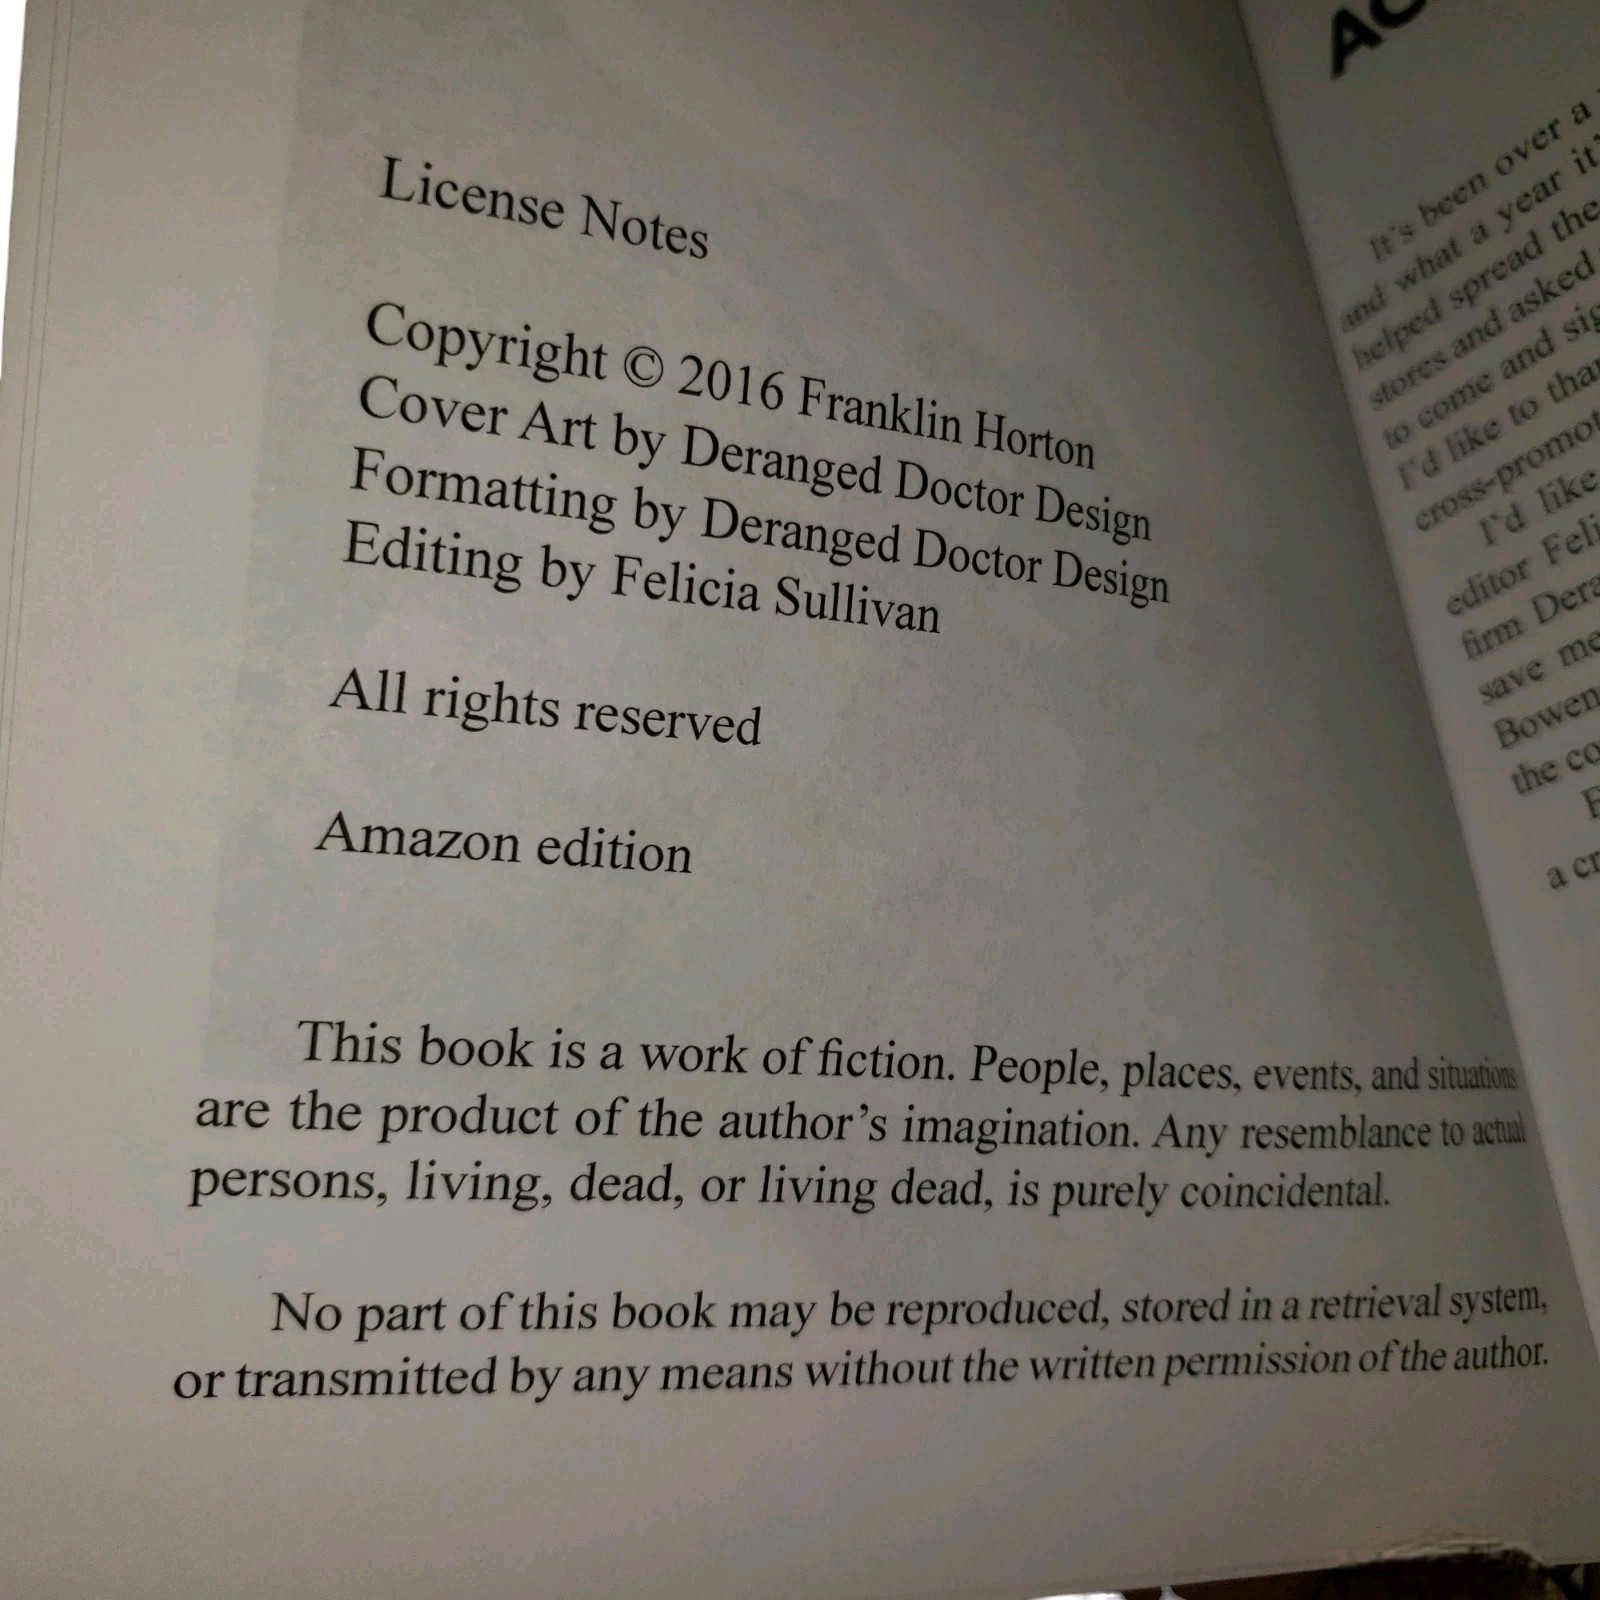 License Notes
Copyright © 2016 Franklin Horton
Cover Art by Deranged Doctor Design
Formatting by Deranged Doctor Design
Editing by Felicia Sullivan
All rights reserved
Amazon edition
This book is a work of fiction. People, places, events, and situations
are the product of the author's imagination. Any resemblance to actual
persons, living, dead, or living dead, is purely coincidental.
No part of this book may be reproduced, stored in a retrieval system,
or transmitted by any means without the written permission of the author.
It's been over a
and what a year it'
helped spread the
stores and asked
to come and sig
I'd like to tha
cross-promot
I'd like
editor Feli
firm Dera
save me
Bowen
the co
a cr